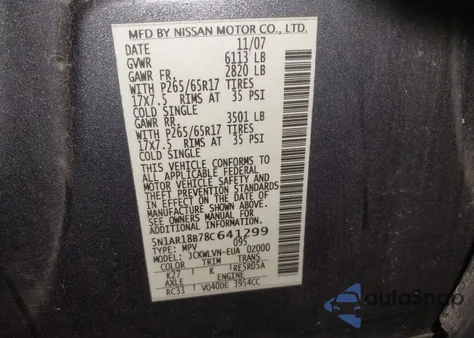 MFD BY NISSAN MOTOR CO., LTD.
DATE 11/07
GVWR 6113 LB
GAWR FR. 2820 LB
WITH P265/65R17 TIRES
17X7.5 RIMS AT 35 PSI
COLD SINGLE
GAWR RR. 3501 LB
WITH P265/65R17 TIRES
17X7.5 RIMS AT 35 PSI
COLD SINGLE
THIS VEHICLE CONFORMS TO
ALL APPLICABLE FEDERAL
MOTOR VEHICLE SAFETY AND
THEFT PREVENTION STANDARDS
IN EFFECT ON THE DATE OF
MANUFACTURE SHOWN ABOVE.
SEE OWNERS MANUAL FOR
ADDITIONAL INFORMATION.
5N1AR18B78C641299
TYPE: MPV 095
MODEL: JCKWLVN-EUA 0Z000
COLOR TRIM TRANS
K27 K RE5R05A
AXLE ENGINE
RC33 VQ40DE 3954CC
autoSnap